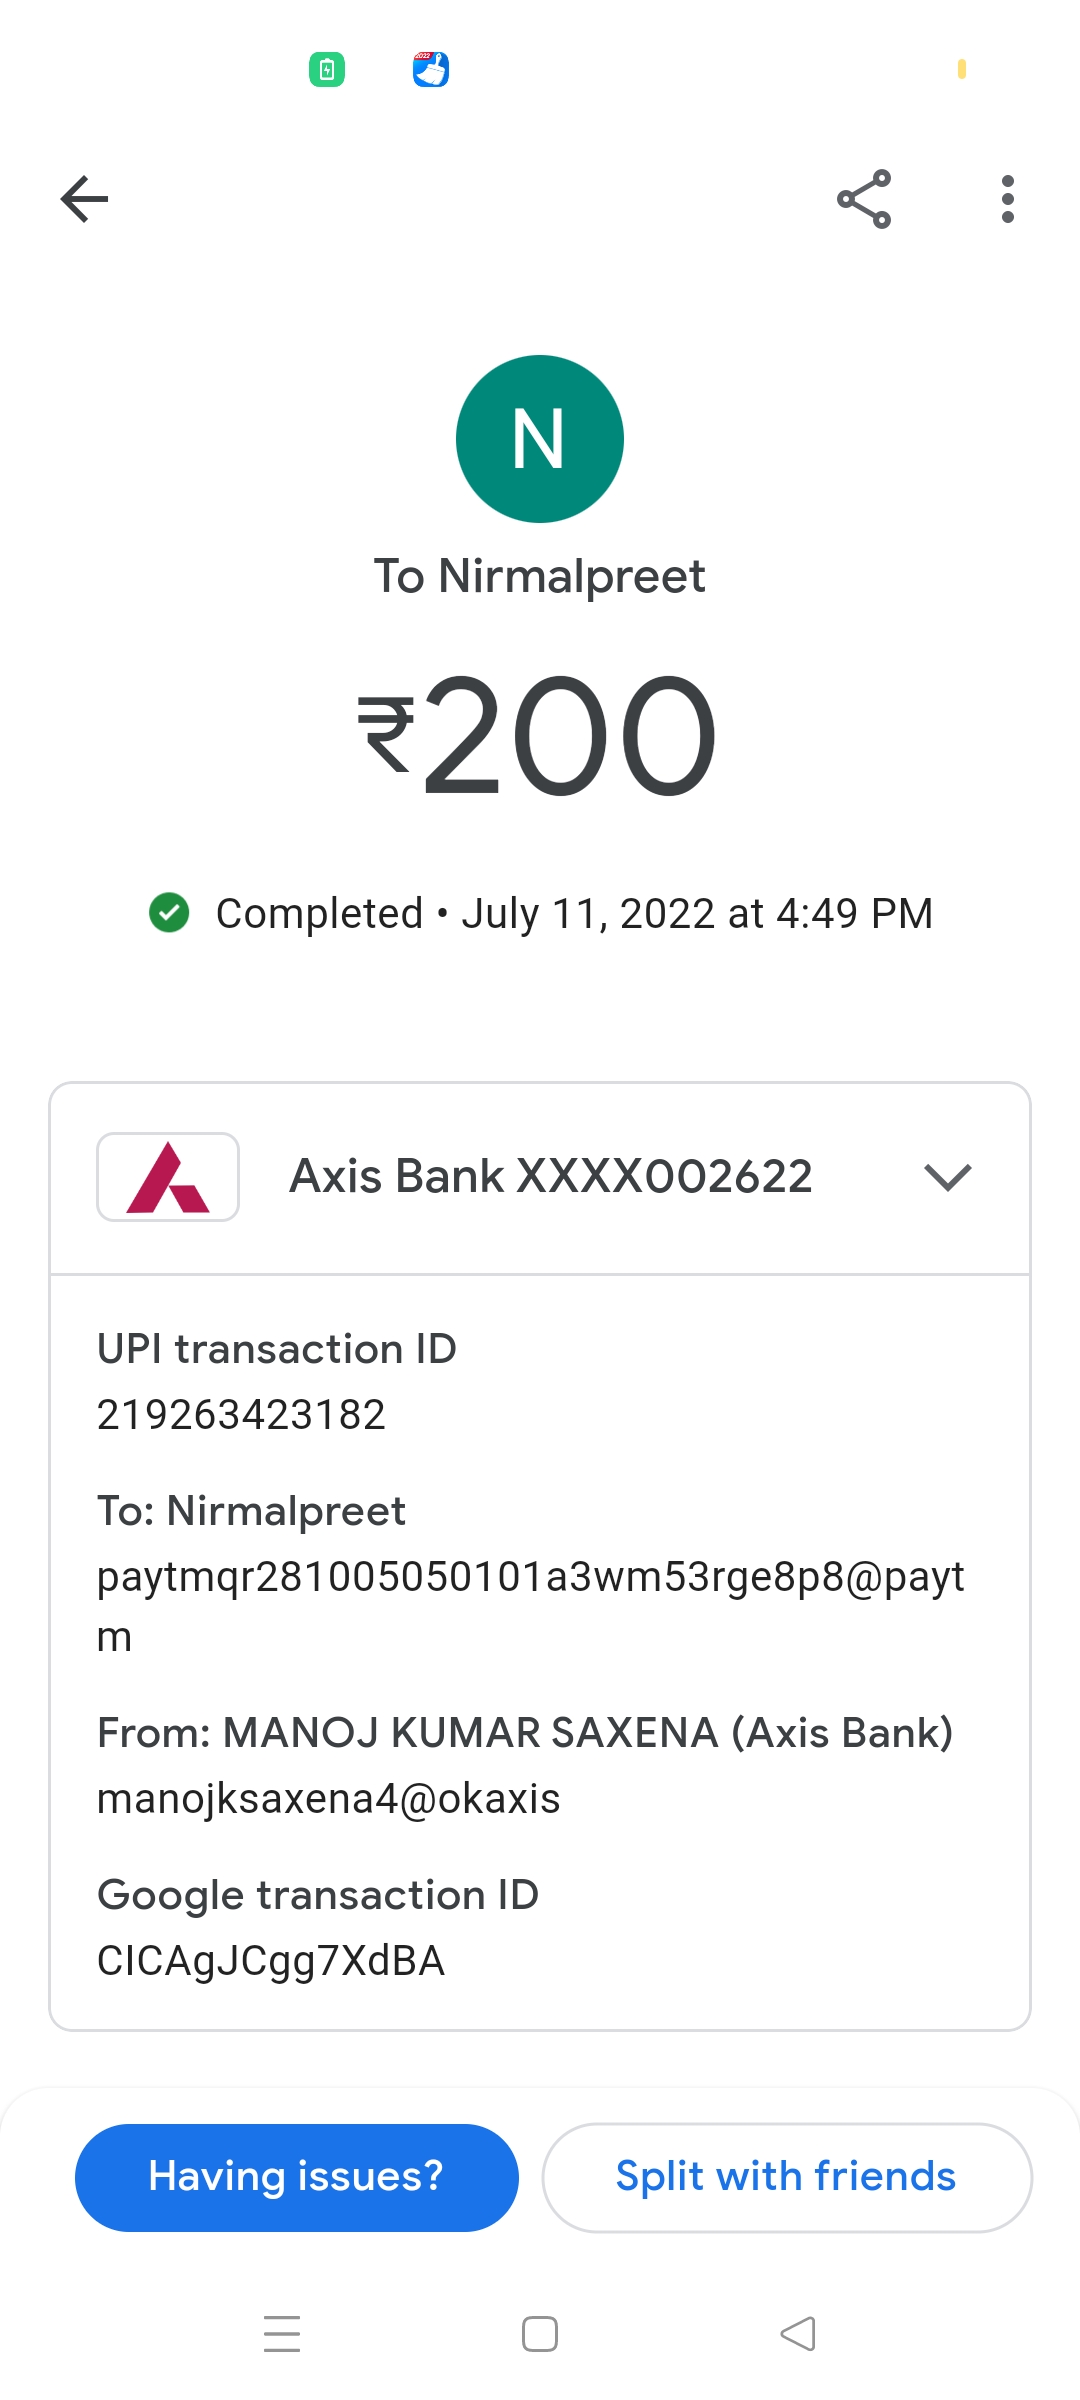 2022
N
To Nirmalpreet
₹200
Completed • July 11, 2022 at 4:49 PM
Axis Bank XXXX002622
UPI transaction ID
219263423182
To: Nirmalpreet
paytmqr281005050101a3wm53rge8p8@payt
m
From: MANOJ KUMAR SAXENA (Axis Bank)
manojksaxena4@okaxis
Google transaction ID
CICAgJCgg7XdBA
Having issues?
Split with friends